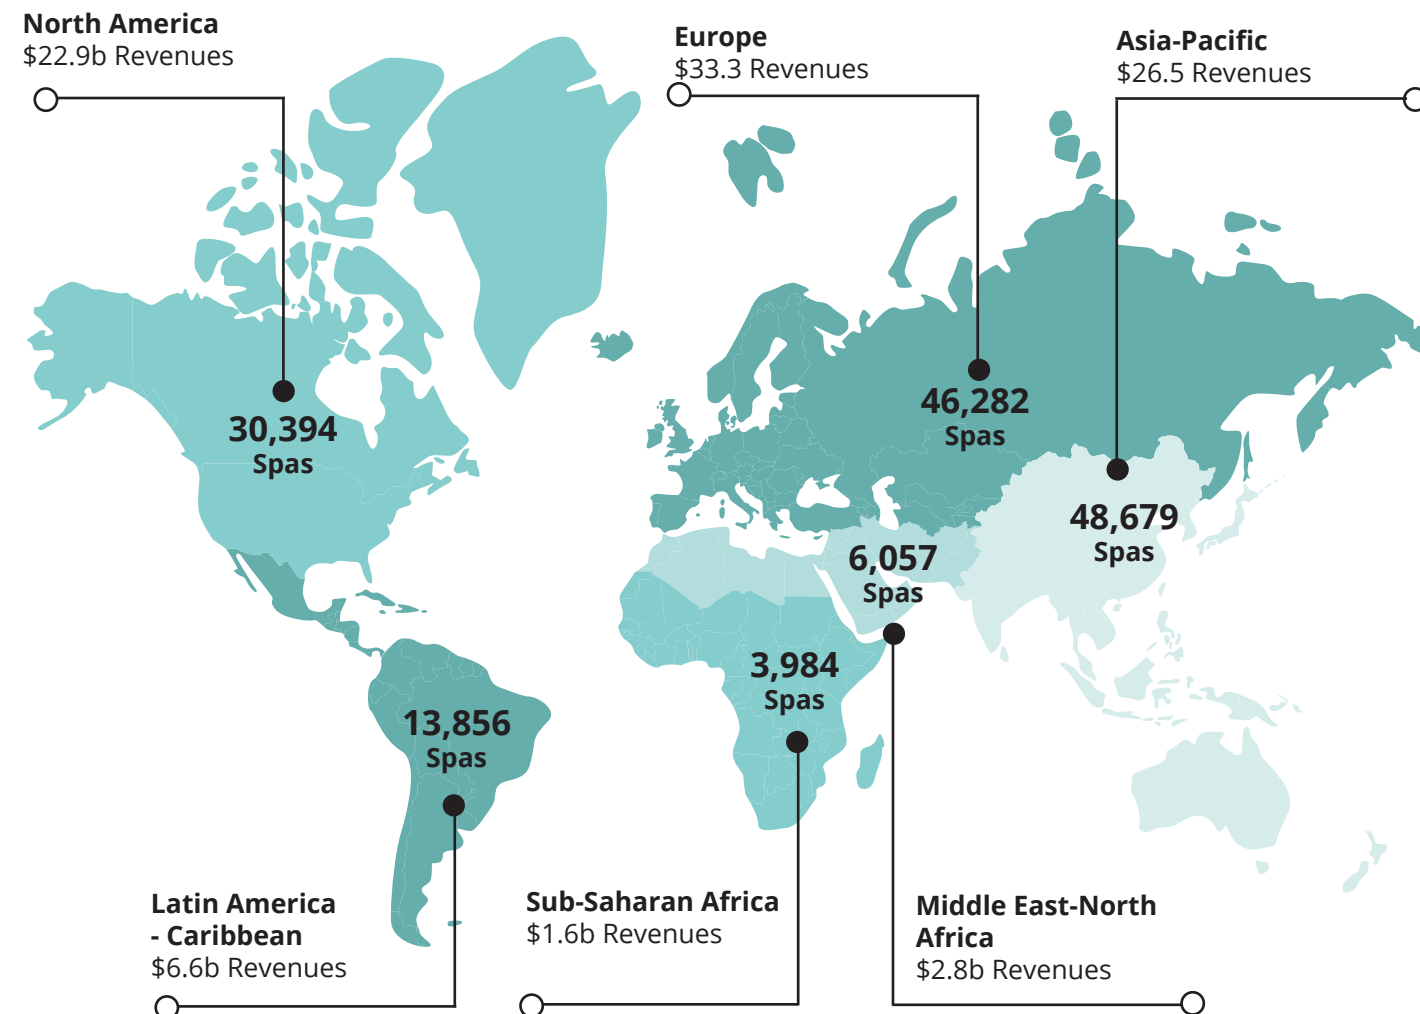 North America
$22.9b Revenues
Europe
$33.3 Revenues
Asia-Pacific
$26.5 Revenues
30,394
Spas
46,282
Spas
48,679
Spas
6,057
Spas
3,984
Spas
13,856
Spas
Latin America
- Caribbean
$6.6b Revenues
Sub-Saharan Africa
$1.6b Revenues
Middle East-North
Africa
$2.8b Revenues